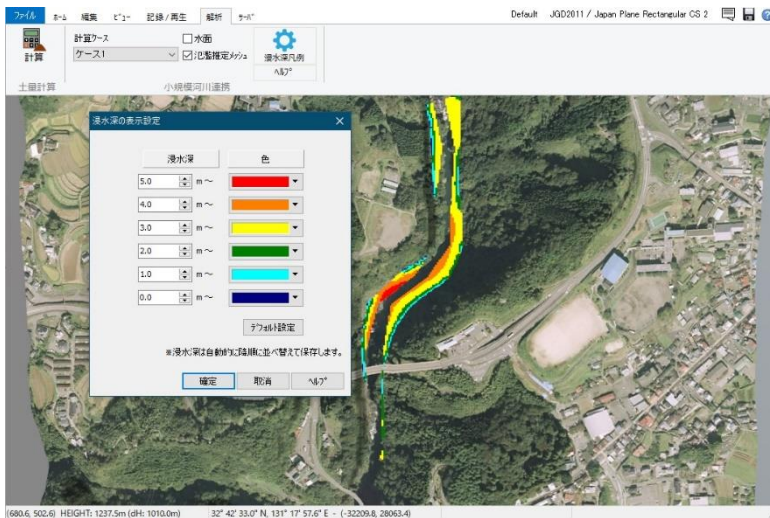 ファイル ホーム 編集 ビュー 記録/再生 解析 サーバ Default JGD2011 / Japan Plane Rectangular CS 2
計算ケース
ケース1
水面
氾濫推定メッシュ
計算
浸水深凡例
ヘルプ
土量計算 小規模河川連携
浸水深の表示設定
浸水深 色
5.0 m~
4.0 m~
3.0 m~
2.0 m~
1.0 m~
0.0 m~
デフォルト設定
※浸水深は自動的に降順に並べ替えて保存します。
確定 取消 ヘルプ
(680.6, 502.6) HEIGHT: 1237.5m (dH: 1010.0m) 32° 42' 33.0" N, 131° 17' 57.6" E - (-32209.8, 28063.4)